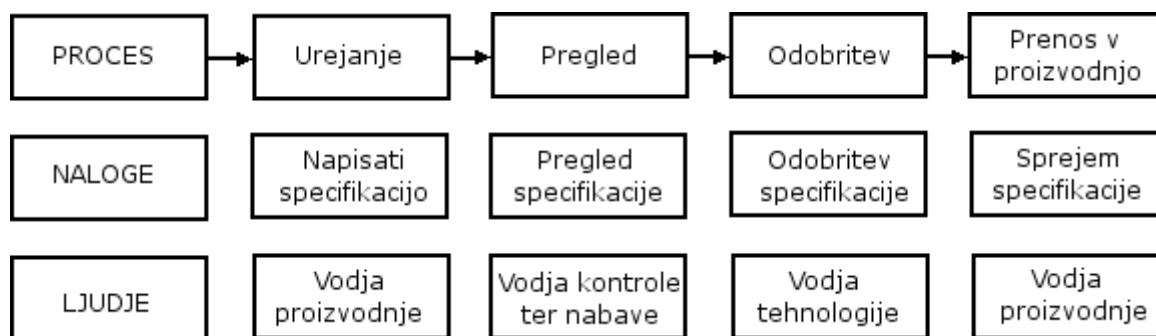 PROCES
Urejanje
Pregled
Odobritev
Prenos v
proizvodnjo
NALOGE
Napisati
specifikacijo
Pregled
specifikacije
Odobritev
specifikacije
Sprejem
specifikacije
LJUDJE
Vodja
proizvodnje
Vodja kontrole
ter nabave
Vodja
tehnologije
Vodja
proizvodnje